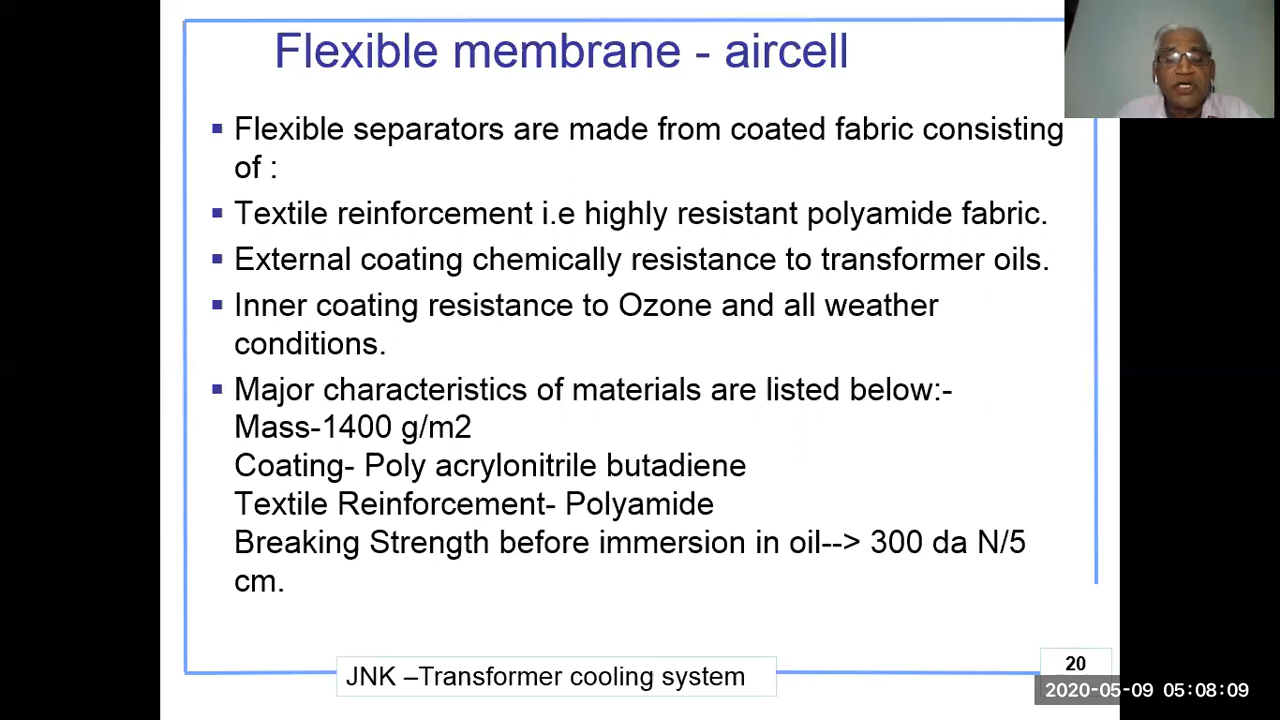 Flexible membrane - aircell
▪ Flexible separators are made from coated fabric consisting
of :
▪ Textile reinforcement i.e highly resistant polyamide fabric.
▪ External coating chemically resistance to transformer oils.
▪ Inner coating resistance to Ozone and all weather
conditions.
▪ Major characteristics of materials are listed below:-
Mass-1400 g/m2
Coating- Poly acrylonitrile butadiene
Textile Reinforcement- Polyamide
Breaking Strength before immersion in oil--> 300 da N/5
cm.
JNK –Transformer cooling system
20
2020-05-09 05:08:09